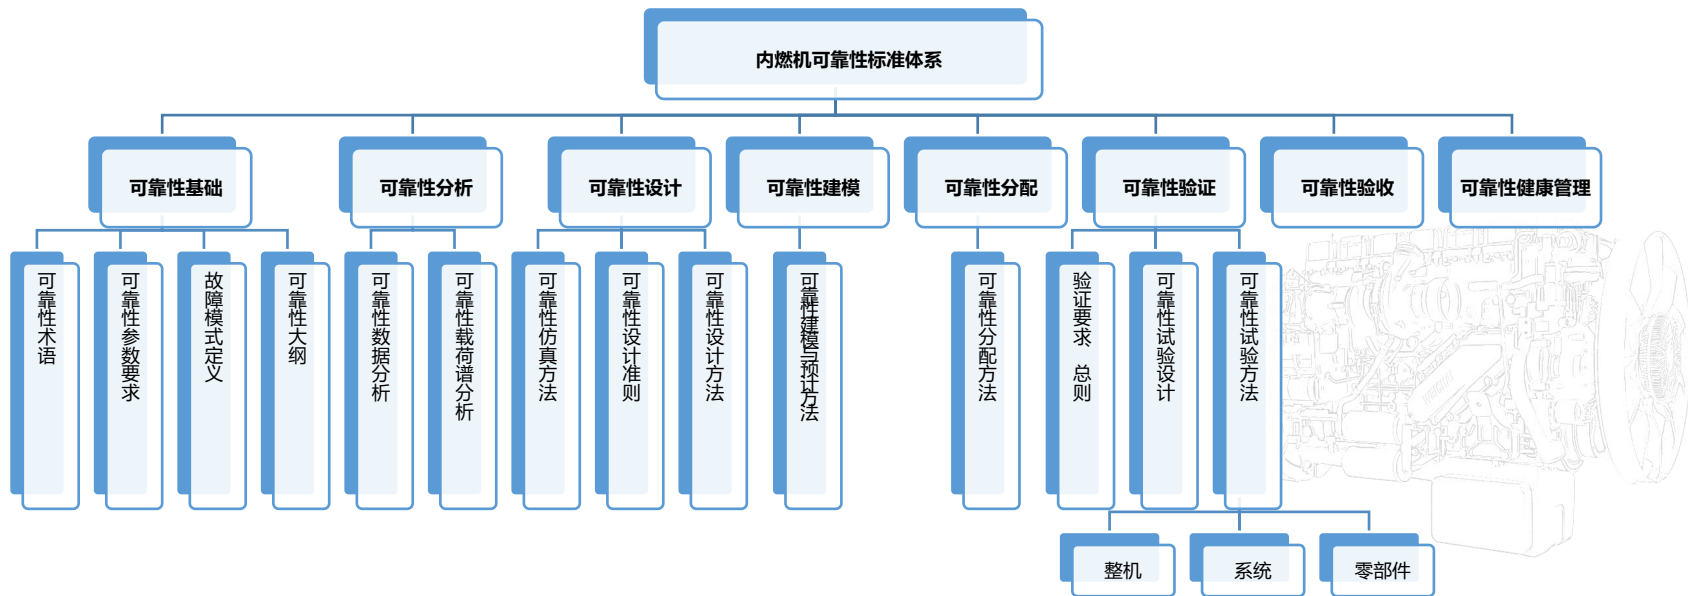 内燃机可靠性标准体系
可靠性基础
可靠性分析
可靠性设计
可靠性建模
可靠性分配
可靠性验证
可靠性验收
可靠性健康管理
可靠性术语
可靠性参数要求
故障模式定义
可靠性大纲
可靠性数据分析
可靠性载荷谱分析
可靠性仿真方法
可靠性设计准则
可靠性设计方法
可靠性建模与预计方法
可靠性分配方法
验证要求 总则
可靠性试验设计
可靠性试验方法
整机
系统
零部件